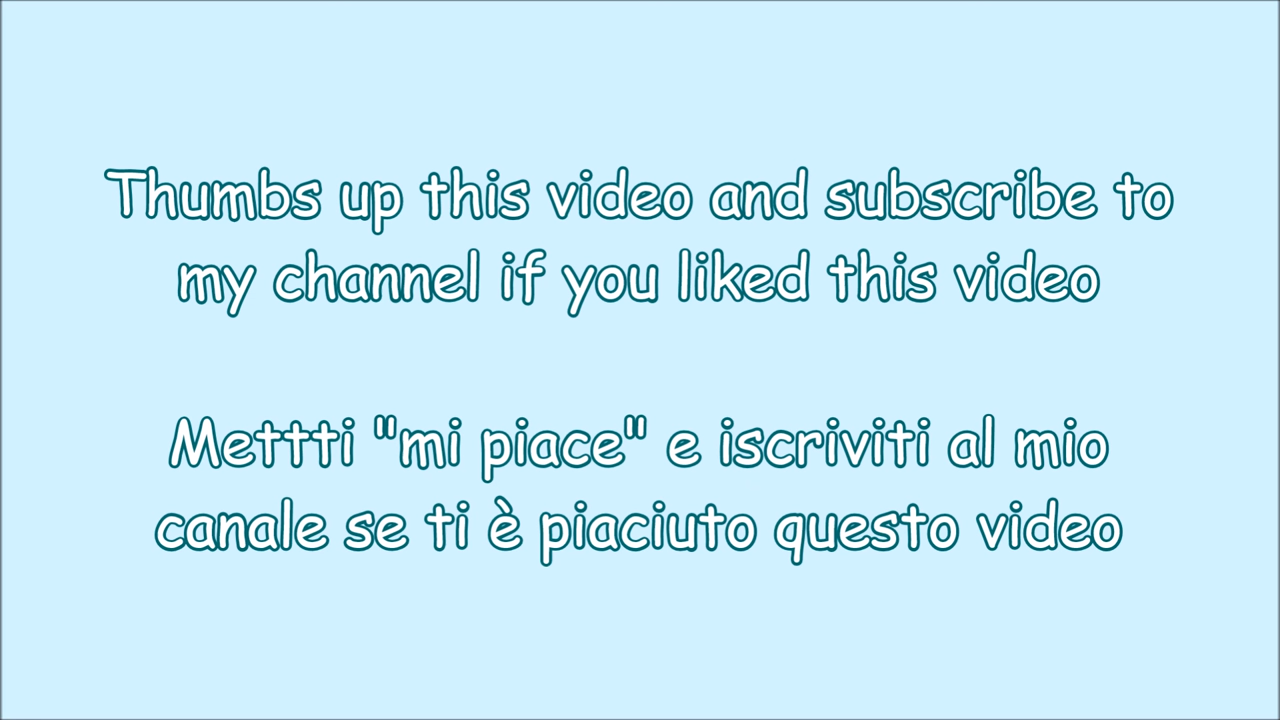 Thumbs up this video and subscribe to
my channel if you liked this video
Mettti "mi piace" e iscriviti al mio
canale se ti è piaciuto questo video